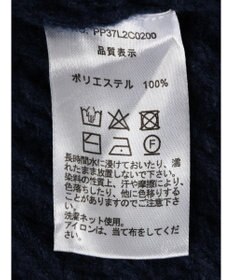 PP37L2C0200
品質表示
ポリエステル 100%
長時間水に浸けておいたり、濡
れたまま放置しないで下さい。
染料の性質上、汗や摩擦により
色落ちしたり、他に色移りする
ことがありますのでご注意下
さい。
洗濯ネット使用。
アイロンは、当て布をしてくだ
さい。